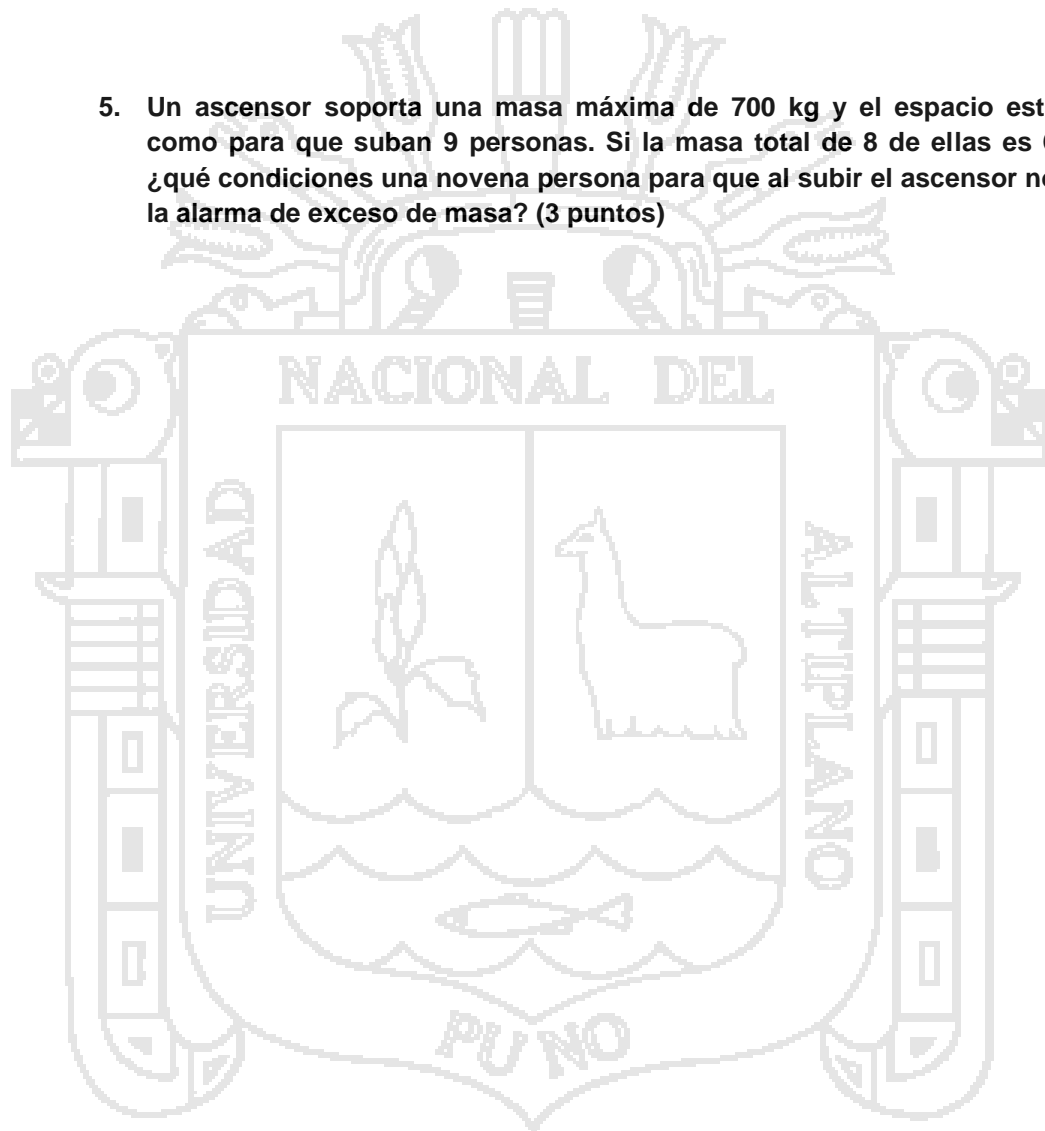 5. Un ascensor soporta una masa máxima de 700 kg y el espacio est
como para que suban 9 personas. Si la masa total de 8 de ellas es
¿qué condiciones una novena persona para que al subir el ascensor
la alarma de exceso de masa? (3 puntos)
NACIONAL DEL
UNIVERSIDAD
ALTIPLANO
PUNO